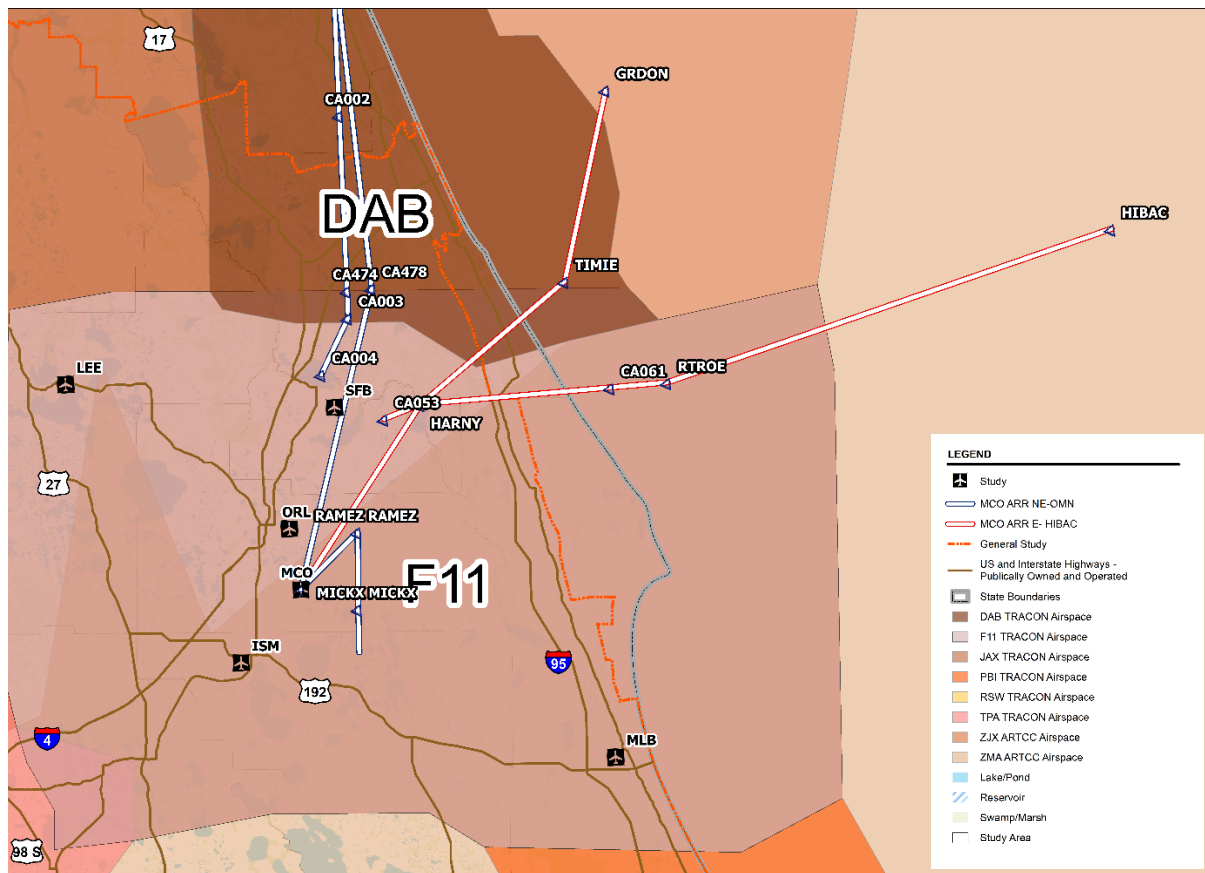 17
GRDON
CA002
DAB
HIBAC
TIMIE
CA474 CA478
CA003
CA004
LEE
SFB
CA061
RTROE
CA053
HARNY
27
ORL
RAMEZ RAMEZ
MCO
MICKX MICKX
F11
ISM
192
95
4
MLB
98 S
LEGEND
Study
MCO ARR NE-OMN
MCO ARR E- HIBAC
General Study
US and Interstate Highways -
Publically Owned and Operated
State Boundaries
DAB TRACON Airspace
F11 TRACON Airspace
JAX TRACON Airspace
PBI TRACON Airspace
RSW TRACON Airspace
TPA TRACON Airspace
ZJX ARTCC Airspace
ZMA ARTCC Airspace
Lake/Pond
Reservoir
Swamp/Marsh
Study Area